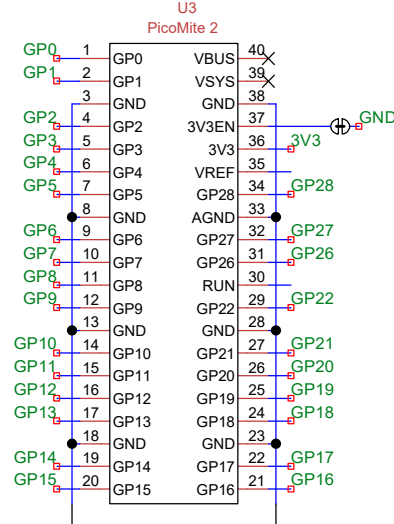 U3
PicoMite 2
GP0 1 GP0 VBUS 40
GP1 2 GP1 VSYS 39
3 GND GND 38
GP2 4 GP2 3V3EN 37 GND
GP3 5 GP3 3V3 36 3V3
GP4 6 GP4 VREF 35
GP5 7 GP5 GP28 34 GP28
8 GND AGND 33
GP6 9 GP6 GP27 32 GP27
GP7 10 GP7 GP26 31 GP26
GP8 11 GP8 RUN 30
GP9 12 GP9 GP22 29 GP22
13 GND GND 28
GP10 14 GP10 GP21 27 GP21
GP11 15 GP11 GP20 26 GP20
GP12 16 GP12 GP19 25 GP19
GP13 17 GP13 GP18 24 GP18
18 GND GND 23
GP14 19 GP14 GP17 22 GP17
GP15 20 GP15 GP16 21 GP16